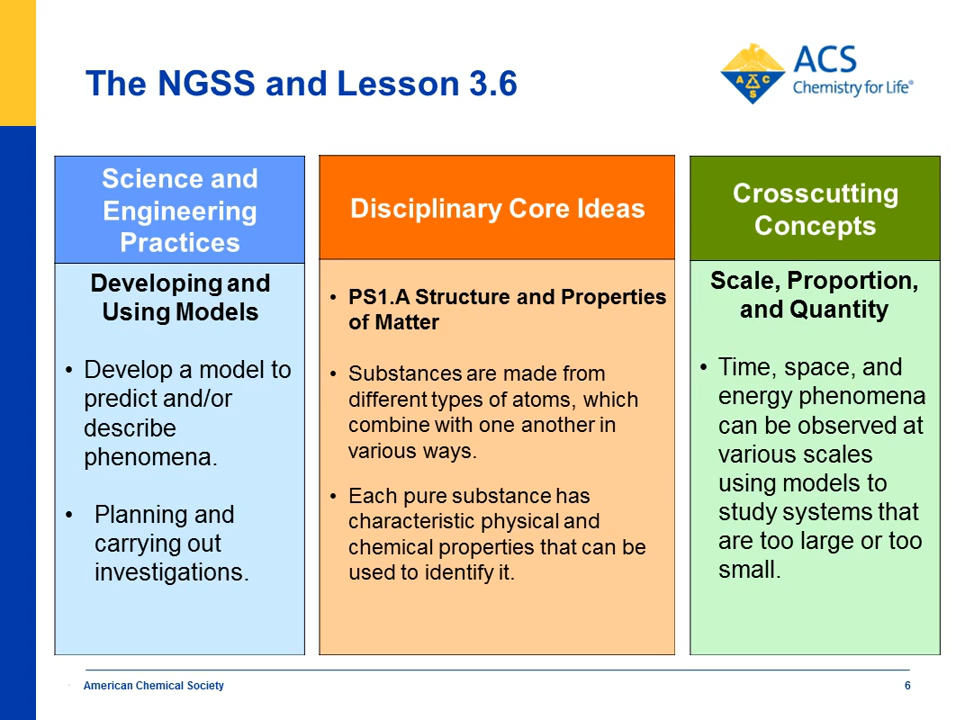 The NGSS and Lesson 3.6
ACS
Chemistry for Life®
A C S
Science and
Engineering
Practices
Developing and
Using Models
• Develop a model to
predict and/or
describe
phenomena.
• Planning and
carrying out
investigations.
Disciplinary Core Ideas
• PS1.A Structure and Properties
of Matter
• Substances are made from
different types of atoms, which
combine with one another in
various ways.
• Each pure substance has
characteristic physical and
chemical properties that can be
used to identify it.
Crosscutting
Concepts
Scale, Proportion,
and Quantity
• Time, space, and
energy phenomena
can be observed at
various scales
using models to
study systems that
are too large or too
small.
American Chemical Society
6